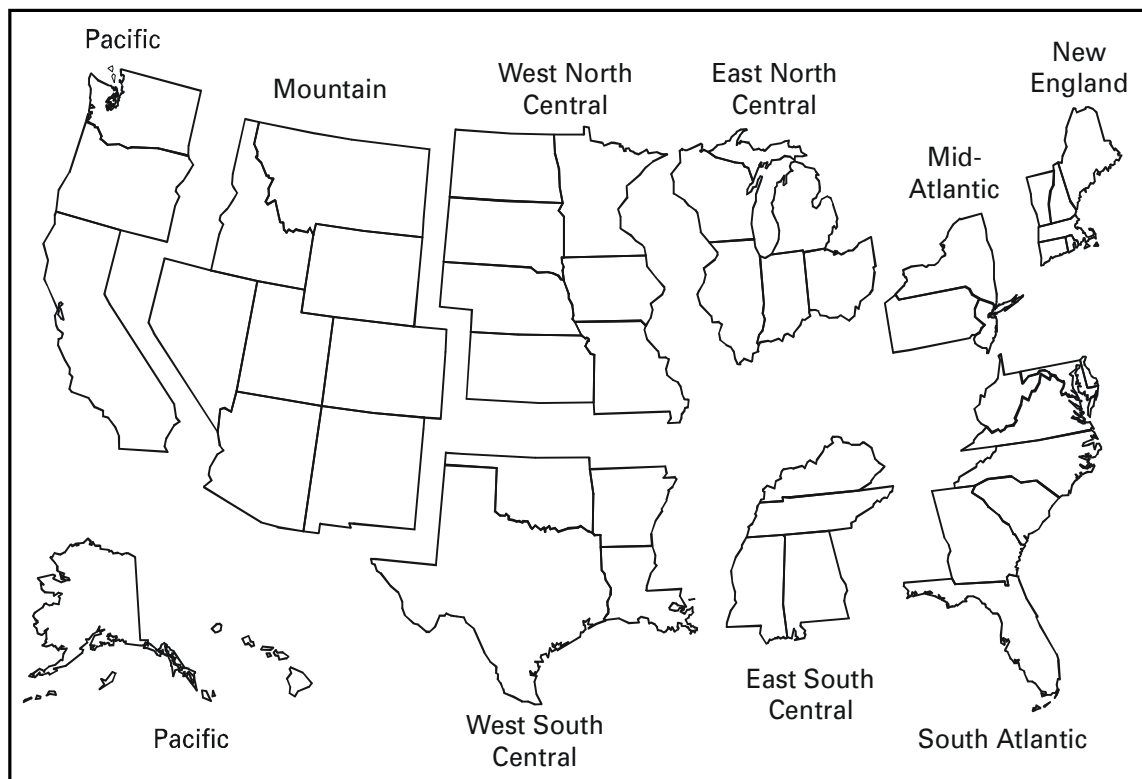 Pacific
Mountain
West North
Central
East North
Central
New
England
Mid-
Atlantic
Pacific
West South
Central
East South
Central
South Atlantic